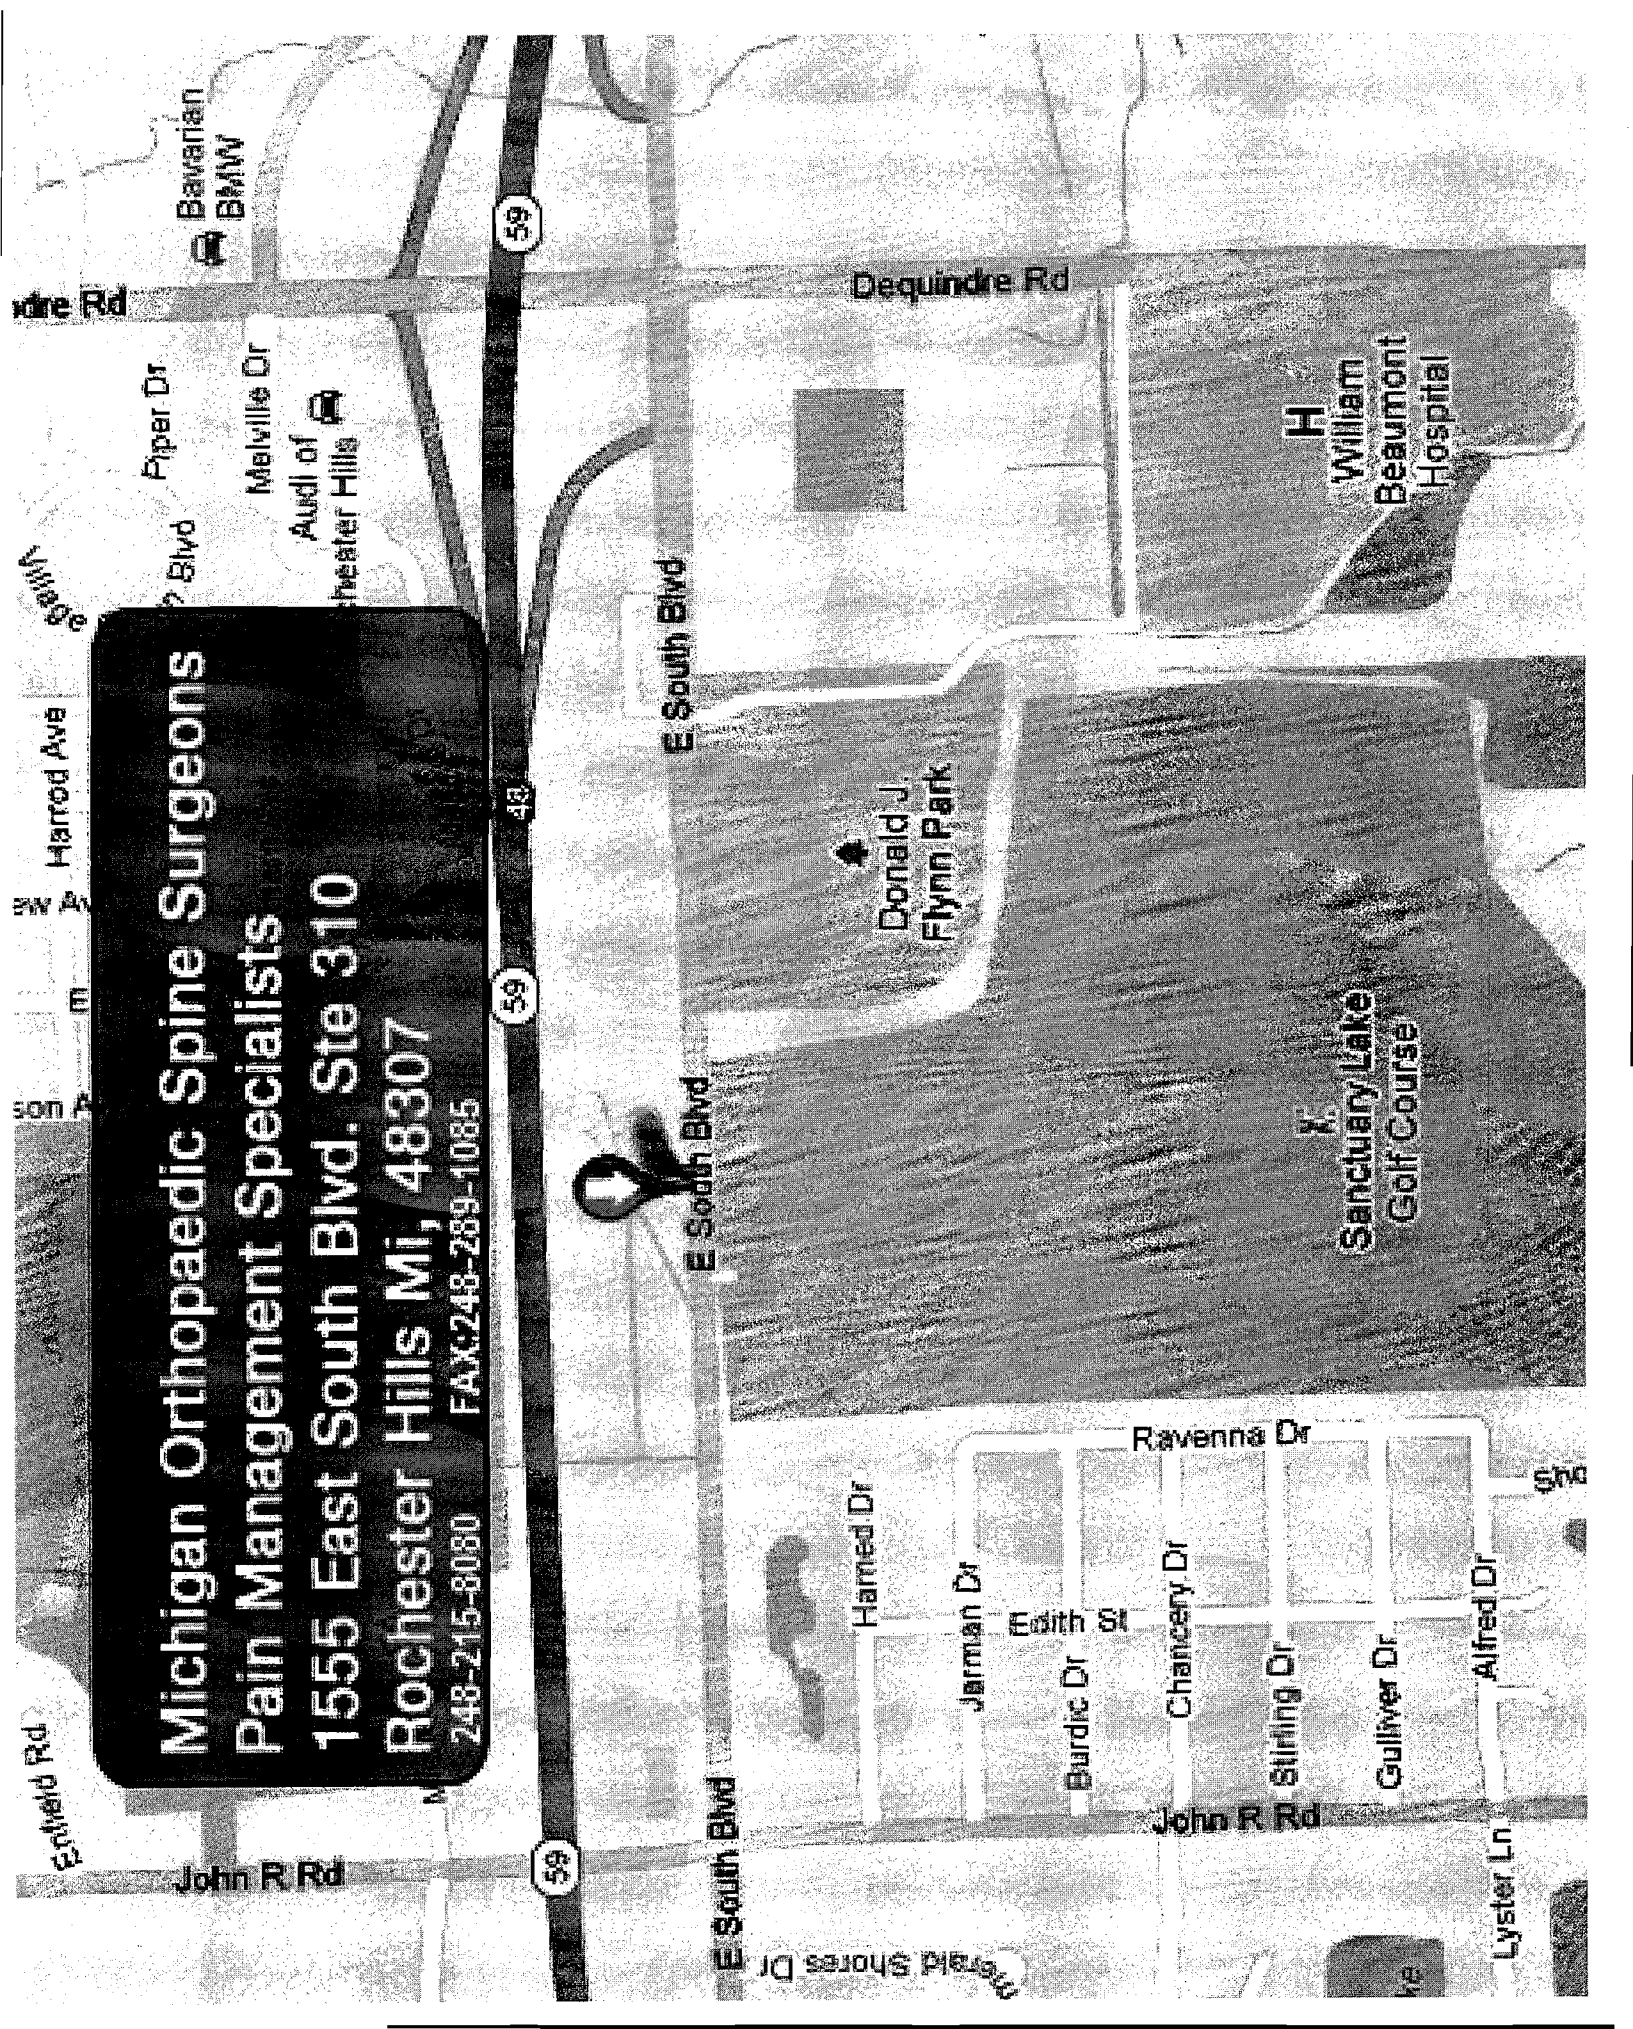 Michigan Orthopaedic Spine Surgeons
Pain Management Specialists
1555 East South Blvd. Ste 310
Rochester Hills Mi, 48307
248-215-8080 FAX:248-289-1085
Enfield Rd
Harrod Ave
Piper Dr
Melville Dr
Audi of
Bavarian
BMW
John R Rd
59
59
48
59
E South Blvd
E South Blvd
E South Blvd
Dequindre Rd
Donald J.
Flynn Park
Sanctuary Lake
Golf Course
H
William
Beaumont
Hospital
Hamed Dr
Jarman Dr
Edith St
Burdic Dr
Chancery Dr
Stirling Dr
Gulliver Dr
Alfred Dr
Ravenna Dr
John R Rd
Lyster Ln
Shores Dr